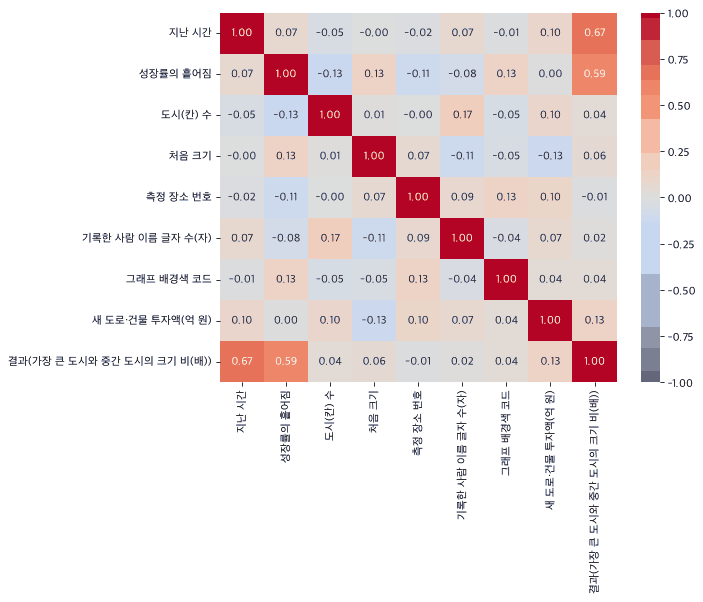 지난 시간 1.00 0.07 -0.05 -0.00 -0.02 0.07 -0.01 0.10 0.67
성장률의 흩어짐 0.07 1.00 -0.13 0.13 -0.11 -0.08 0.13 0.00 0.59
도시(칸) 수 -0.05 -0.13 1.00 0.01 -0.00 0.17 -0.05 0.10 0.04
처음 크기 -0.00 0.13 0.01 1.00 0.07 -0.11 -0.05 -0.13 0.06
측정 장소 번호 -0.02 -0.11 -0.00 0.07 1.00 0.09 0.13 0.10 -0.01
기록한 사람 이름 글자 수(자) 0.07 -0.08 0.17 -0.11 0.09 1.00 -0.04 0.07 0.02
그래프 배경색 코드 -0.01 0.13 -0.05 -0.05 0.13 -0.04 1.00 0.04 0.04
새 도로·건물 투자액(억 원) 0.10 0.00 0.10 -0.13 0.10 0.07 0.04 1.00 0.13
결과(가장 큰 도시와 중간 도시의 크기 비(배)) 0.67 0.59 0.04 0.06 -0.01 0.02 0.04 0.13 1.00
지난 시간
성장률의 흩어짐
도시(칸) 수
처음 크기
측정 장소 번호
기록한 사람 이름 글자 수(자)
그래프 배경색 코드
새 도로·건물 투자액(억 원)
결과(가장 큰 도시와 중간 도시의 크기 비(배))
1.00
0.75
0.50
0.25
0.00
-0.25
-0.50
-0.75
-1.00